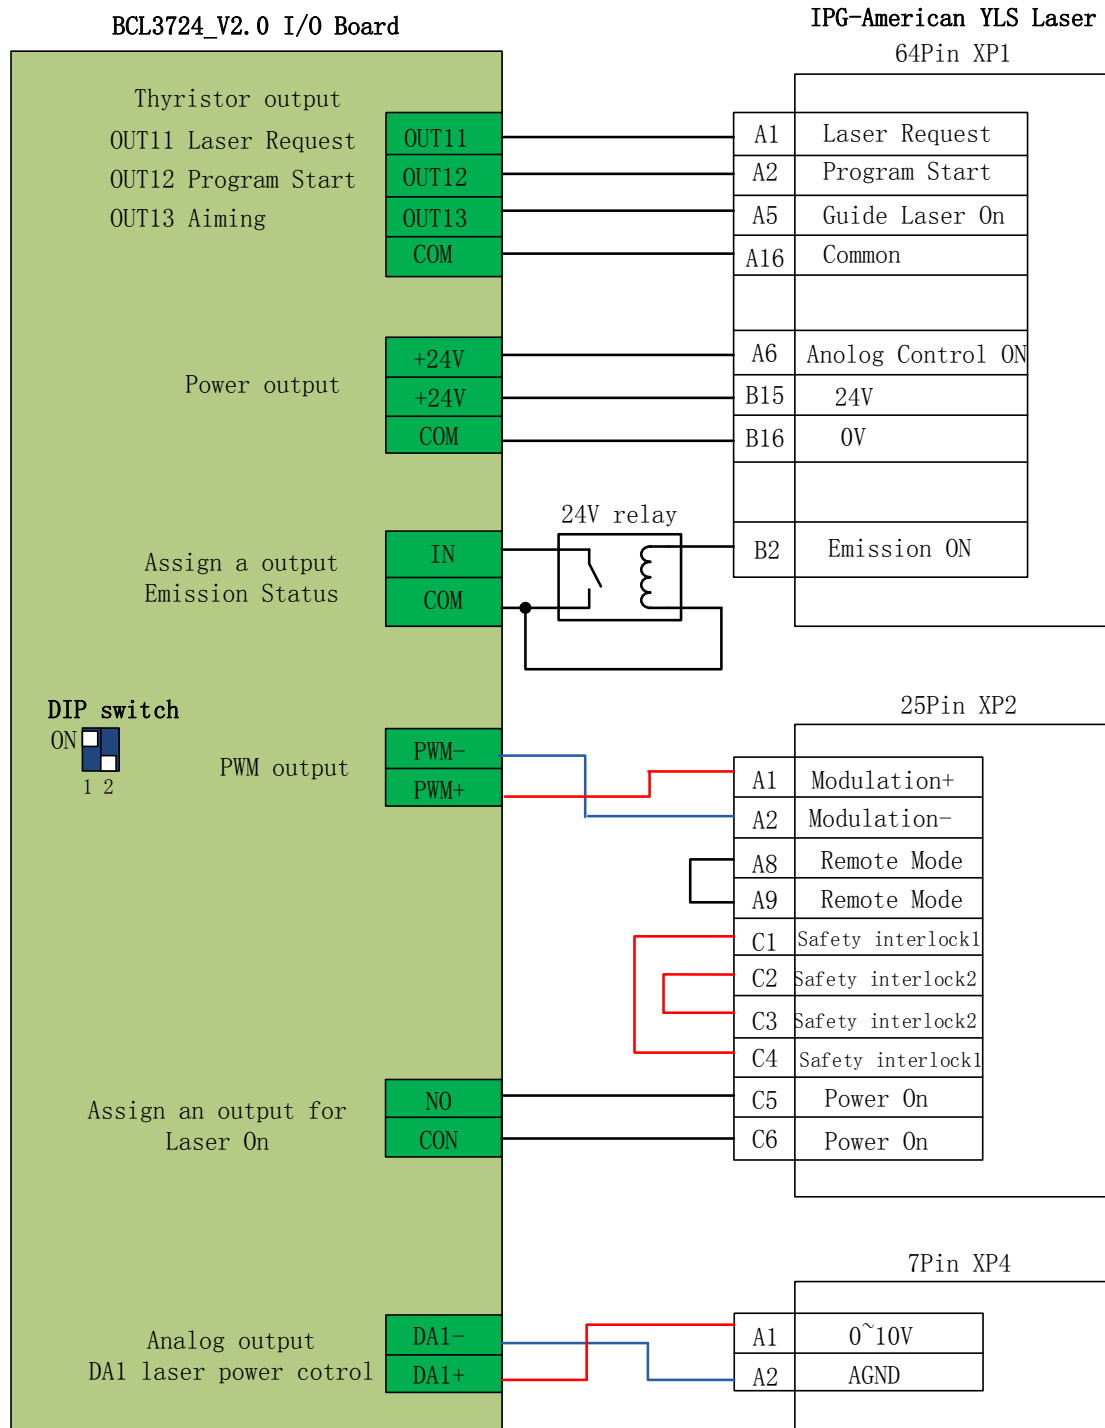 BCL3724_V2.0 I/O Board
IPG-American YLS Laser
64Pin XP1
Thyristor output
OUT11 Laser Request
OUT11
A1
Laser Request
OUT12 Program Start
OUT12
A2
Program Start
OUT13 Aiming
OUT13
A5
Guide Laser On
COM
A16
Common
Power output
+24V
A6
Anolog Control ON
+24V
B15
24V
COM
B16
0V
24V relay
Assign a output
Emission Status
IN
COM
B2
Emission ON
DIP switch
ON
1 2
25Pin XP2
PWM output
PWM-
PWM+
A1
Modulation+
A2
Modulation-
A8
Remote Mode
A9
Remote Mode
C1
Safety interlock1
C2
Safety interlock2
C3
Safety interlock2
C4
Safety interlock1
Assign an output for
Laser On
NO
CON
C5
Power On
C6
Power On
7Pin XP4
Analog output
DA1 laser power cotrol
DA1-
DA1+
A1
0~10V
A2
AGND